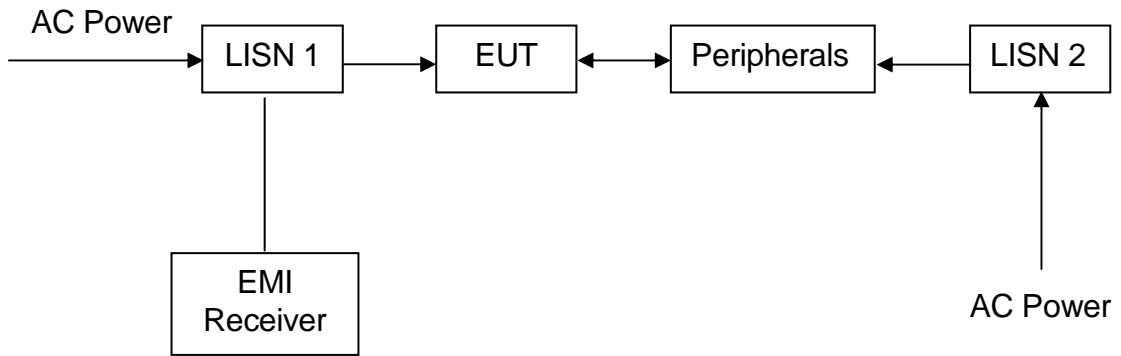 AC Power
LISN 1
EUT
Peripherals
LISN 2
EMI
Receiver
AC Power